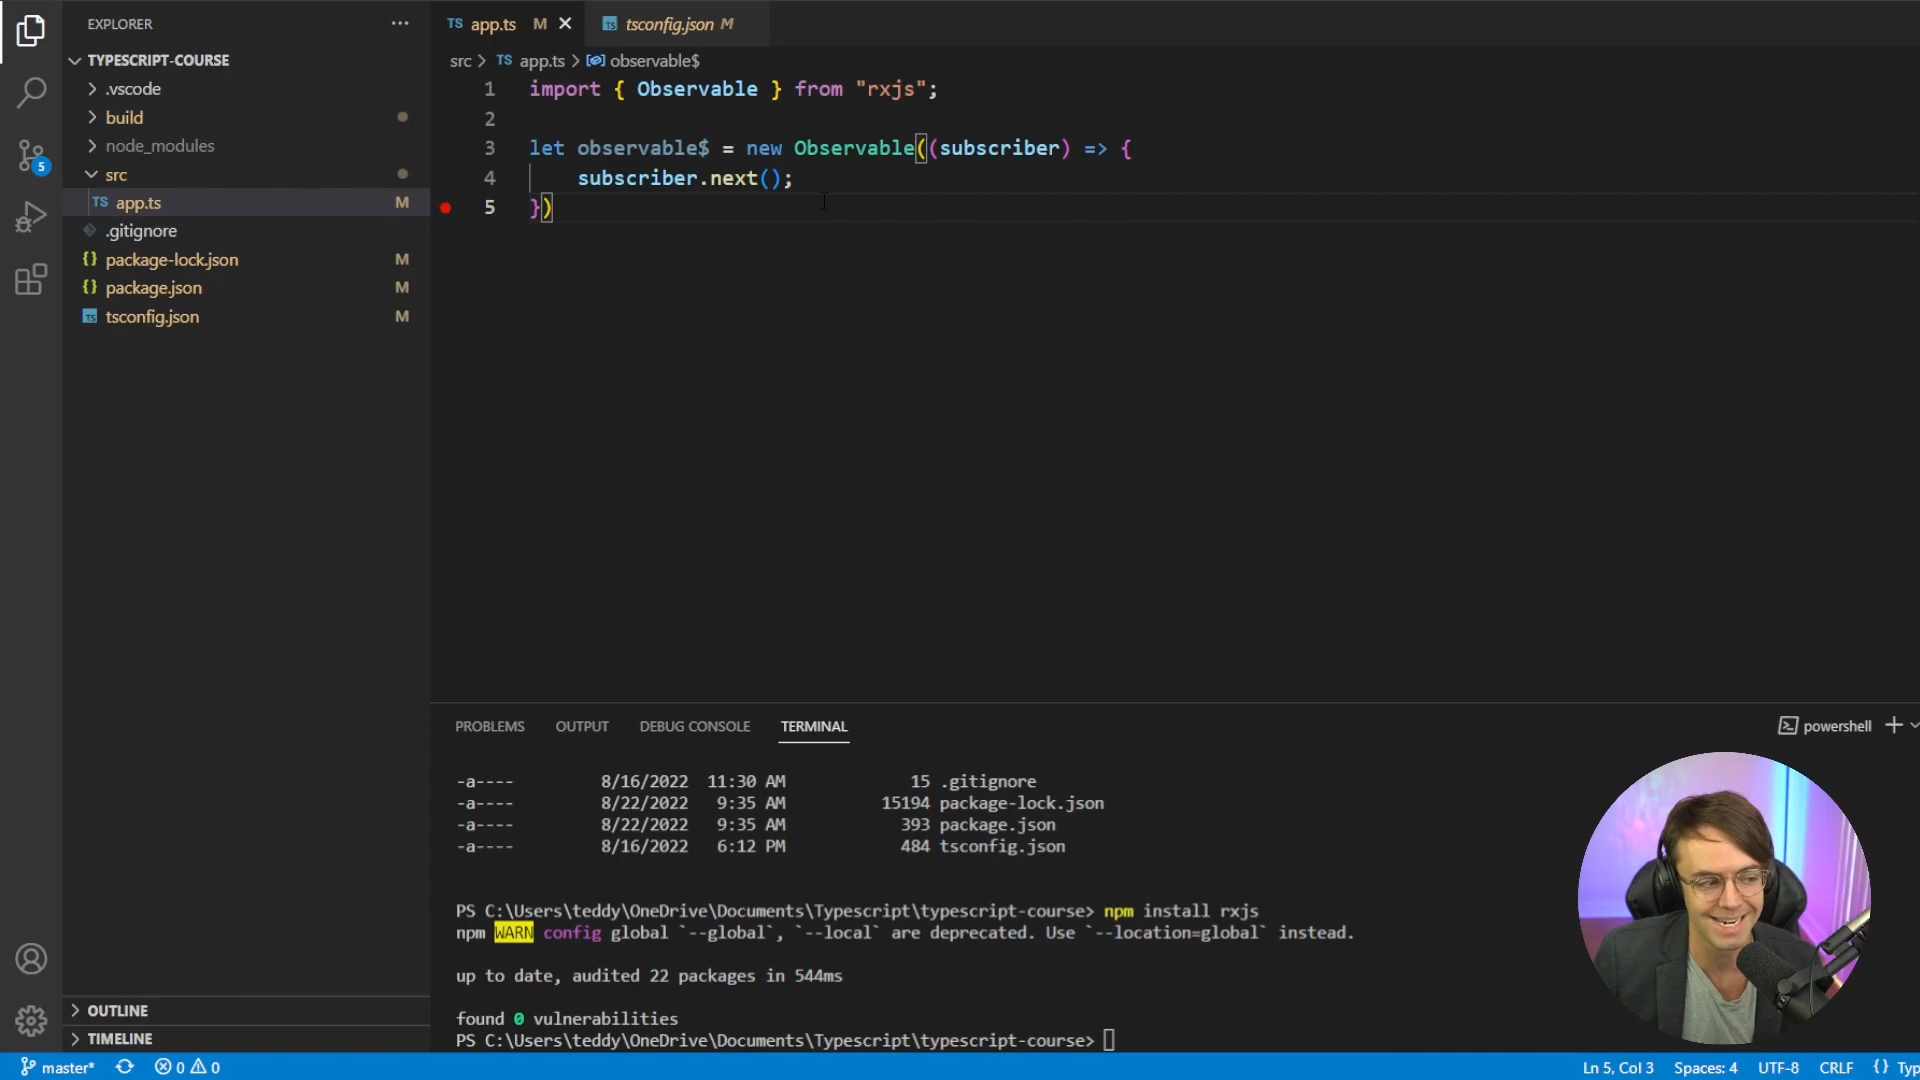 EXPLORER
TYPESCRIPT-COURSE
.vscode
build
node_modules
src
TS app.ts M
.gitignore
{} package-lock.json M
{} package.json M
TS tsconfig.json M
OUTLINE
TIMELINE
5
TS app.ts M
TS tsconfig.json M
src > TS app.ts > observable$
1 import { Observable } from "rxjs";
2
3 let observable$ = new Observable((subscriber) => {
4 subscriber.next();
5 })
PROBLEMS OUTPUT DEBUG CONSOLE TERMINAL
powershell
-a---- 8/16/2022 11:30 AM 15 .gitignore
-a---- 8/22/2022 9:35 AM 15194 package-lock.json
-a---- 8/22/2022 9:35 AM 393 package.json
-a---- 8/16/2022 6:12 PM 484 tsconfig.json
PS C:\Users\teddy\OneDrive\Documents\Typescript\typescript-course> npm install rxjs
npm WARN config global `--global`, `--local` are deprecated. Use `--location=global` instead.
up to date, audited 22 packages in 544ms
found 0 vulnerabilities
PS C:\Users\teddy\OneDrive\Documents\Typescript\typescript-course>
master* 0 0 Ln 5, Col 3 Spaces: 4 UTF-8 CRLF {} Typ